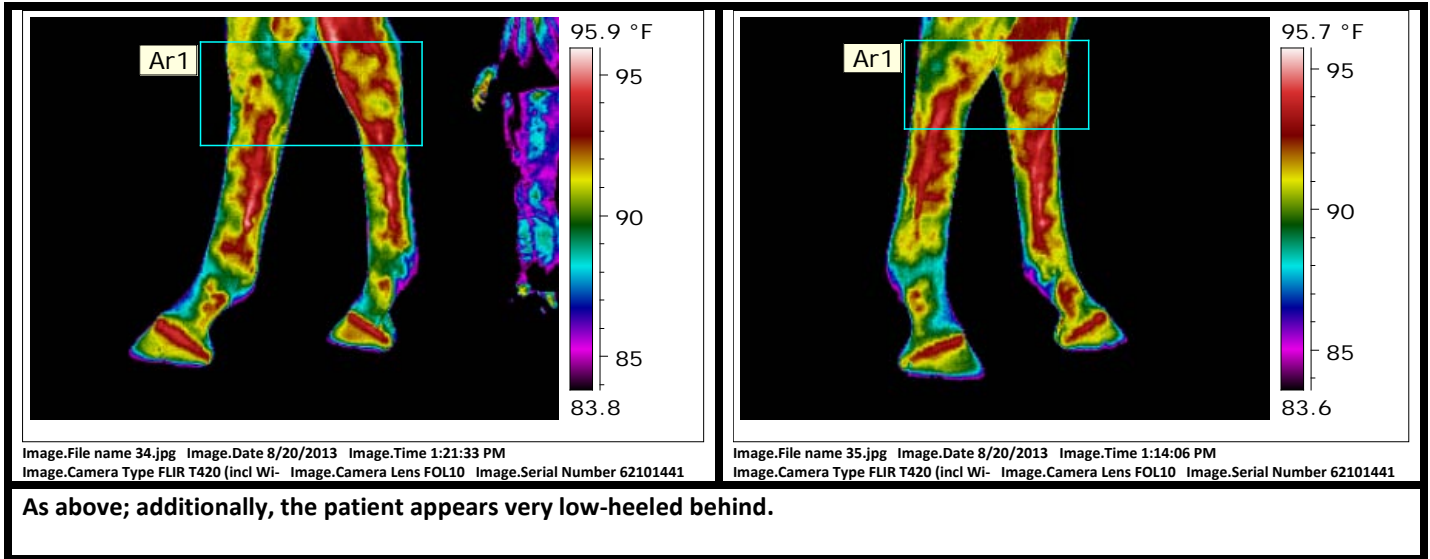 95.9 °F
Ar1
95
90
85
83.8
Image.File name 34.jpg   Image.Date 8/20/2013   Image.Time 1:21:33 PM
Image.Camera Type FLIR T420 (incl Wi-   Image.Camera Lens FOL10   Image.Serial Number 62101441
95.7 °F
Ar1
95
90
85
83.6
Image.File name 35.jpg   Image.Date 8/20/2013   Image.Time 1:14:06 PM
Image.Camera Type FLIR T420 (incl Wi-   Image.Camera Lens FOL10   Image.Serial Number 62101441
As above; additionally, the patient appears very low-heeled behind.